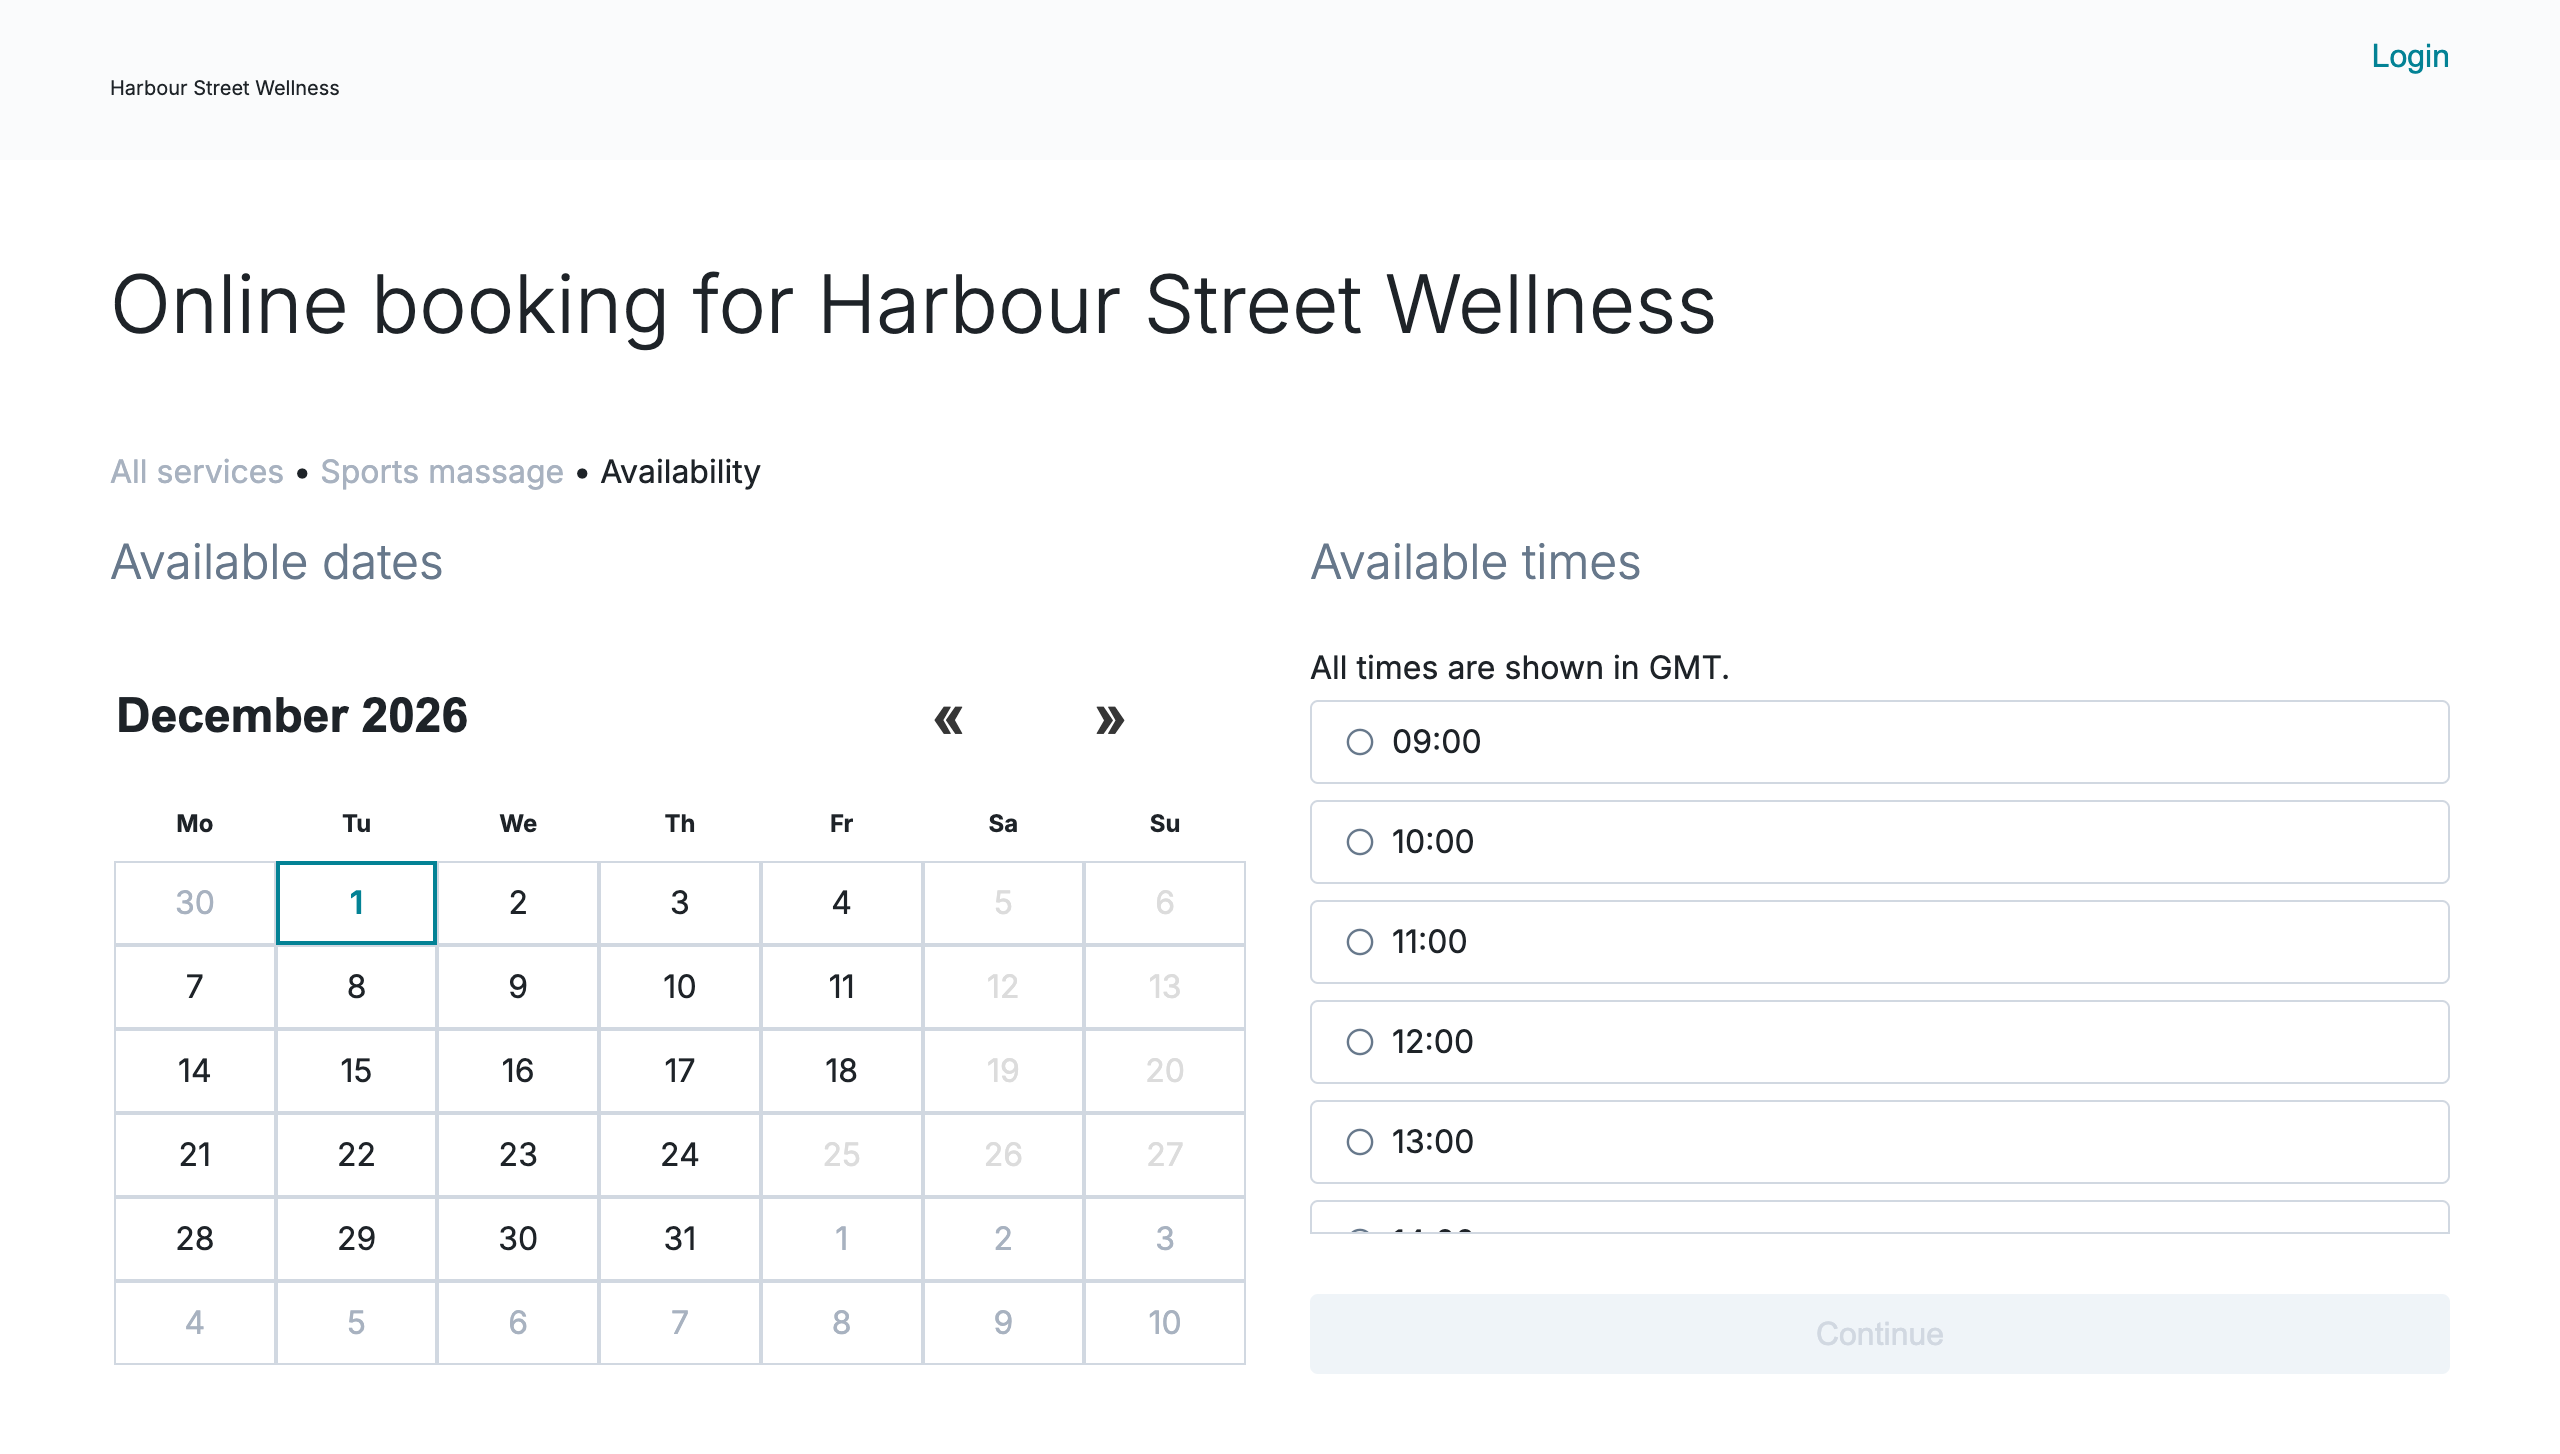 Login
Harbour Street Wellness
Online booking for Harbour Street Wellness
All services • Sports massage • Availability
Available dates
December 2026
« »
Mo Tu We Th Fr Sa Su
30 1 2 3 4 5 6
7 8 9 10 11 12 13
14 15 16 17 18 19 20
21 22 23 24 25 26 27
28 29 30 31 1 2 3
4 5 6 7 8 9 10
Available times
All times are shown in GMT.
09:00
10:00
11:00
12:00
13:00
Continue